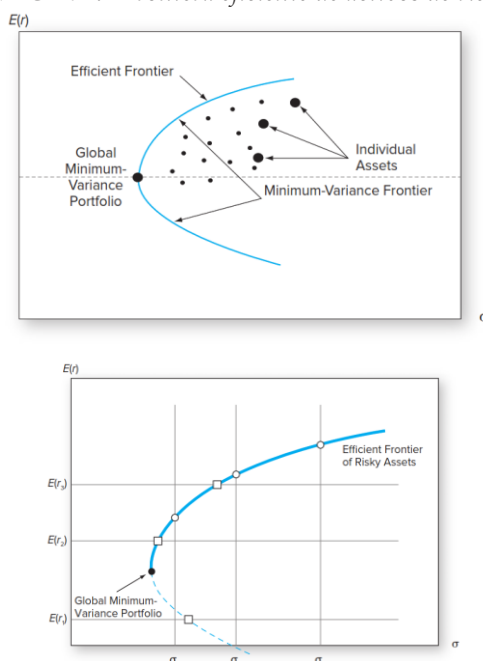 E(r)
Efficient Frontier
Global
Minimum-
Variance
Portfolio
Individual
Assets
Minimum-Variance Frontier
σ
E(r)
Efficient Frontier
of Risky Assets
E(r₃)
E(r₂)
Global Minimum-
Variance Portfolio
E(r₁)
σ
σ σ σ